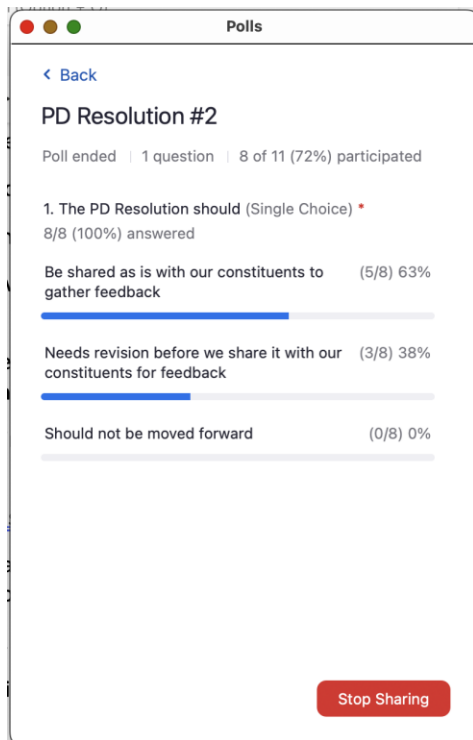 Polls
Back
PD Resolution #2
Poll ended 1 question 8 of 11 (72%) participated
1. The PD Resolution should (Single Choice) *
8/8 (100%) answered
Be shared as is with our constituents to (5/8) 63%
gather feedback
Needs revision before we share it with our (3/8) 38%
constituents for feedback
Should not be moved forward (0/8) 0%
Stop Sharing